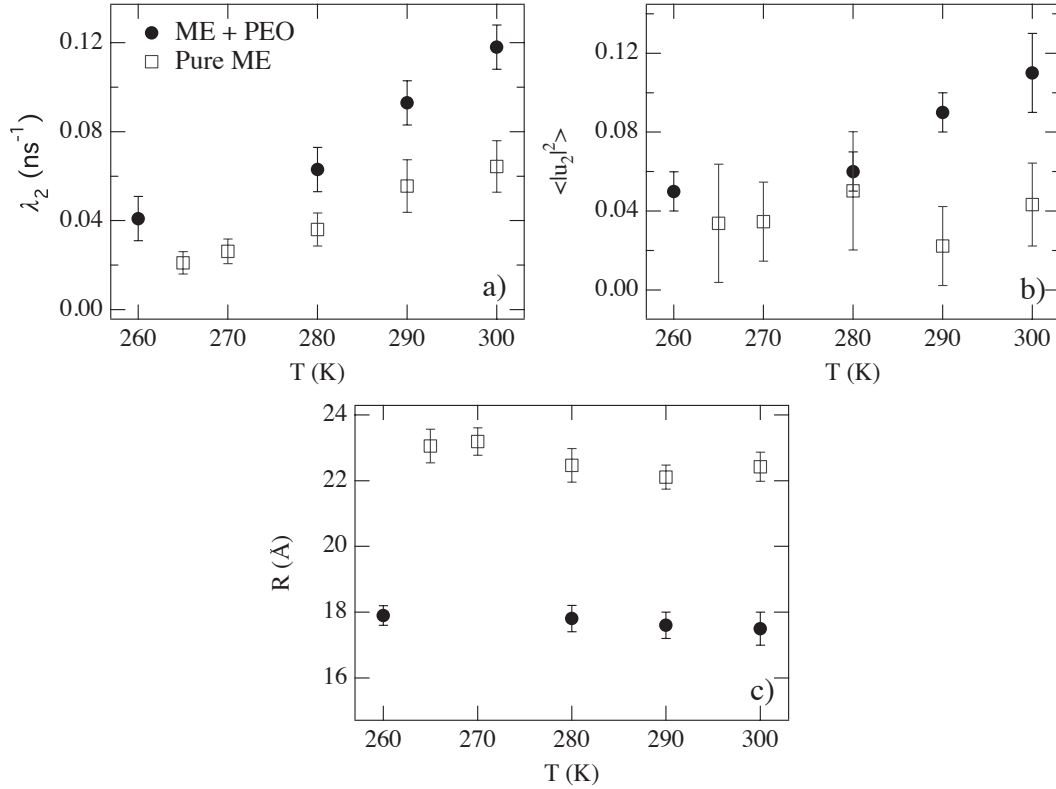 ME + PEO
Pure ME
0.12
0.08
0.04
0.00
λ₂ (ns⁻¹)
260 270 280 290 300
T (K)
a)
0.12
0.08
0.04
0.00
<|u₂|²>
260 270 280 290 300
T (K)
b)
24
22
20
18
16
R (Å)
260 270 280 290 300
T (K)
c)